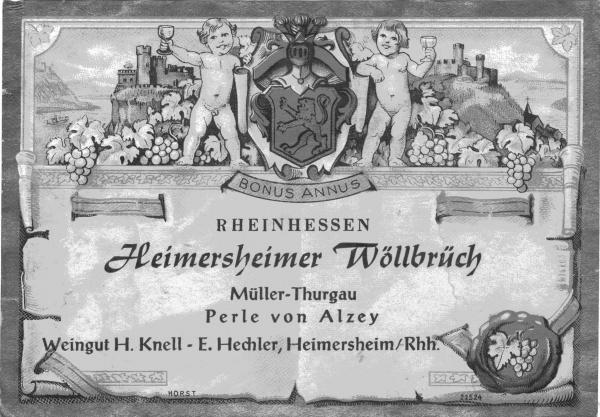 BONUS ANNUS
RHEINHESSEN
Heimersheimer Wöllbrüch
Müller-Thurgau
Perle von Alzey
Weingut H. Knell - E. Hechler, Heimersheim/Rhh.
HORST 22524